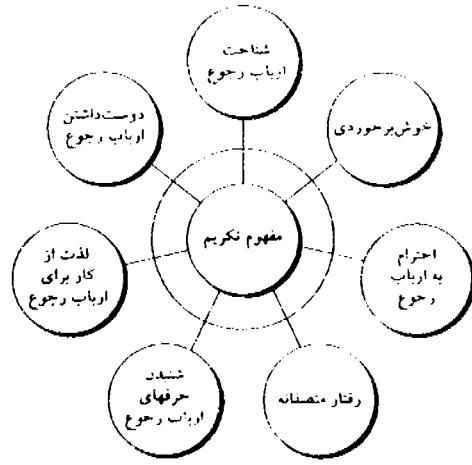 شناخت
ارباب رجوع
خوش‌برخوردی
احترام
به ارباب
رجوع
رفتار منصفانه
شنیدن
حرفهای
ارباب رجوع
لذت از
کار برای
ارباب رجوع
دوست‌داشتن
ارباب رجوع
مفهوم تکریم